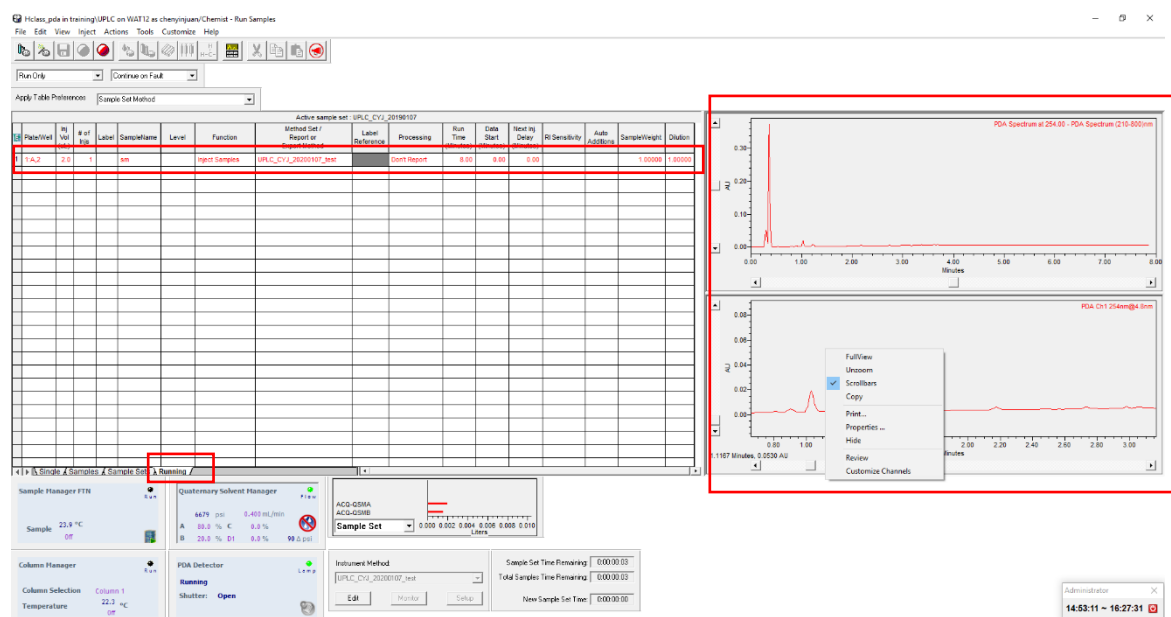 Hclass_pda in training\UPLC on WAT12 as chenyinjuan/Chemist - Run Samples
File Edit View Inject Actions Tools Customize Help
Run Only Continue on Fault
Apply Table Preferences Sample Set Method
Active sample set : UPLC_CYJ_20190107
Plate/Well Inj Vol (uL) # of Injs Label SampleName Level Function Method Set / Report or Export Method Label Reference Processing Run Time (Minutes) Data Start (Minutes) Next Inj Delay (Minutes) RI Sensitivity Auto Additions SampleWeight Dilution
1 1:A,2 2.0 1 sm Inject Samples UPLC_CYJ_20200107_test Don't Report 8.00 0.00 0.00 1.00000 1.00000
Single Samples Sample Sets Running
PDA Spectrum at 254.00 - PDA Spectrum (210-800)nm
AU
0.30
0.20
0.10
0.00
0.00 1.00 2.00 3.00 4.00 5.00 6.00 7.00 8.00
Minutes
PDA Ch1 254nm@4.8nm
AU
0.08
0.06
0.04
0.02
0.00
0.80 1.00 2.00 2.20 2.40 2.60 2.80 3.00
1.1167 Minutes, 0.0530 AU
Minutes
FullView
Unzoom
Scrollbars
Copy
Print...
Properties ...
Hide
Review
Customize Channels
Sample Manager FTN
Run
Sample 23.9 °C
Off
Quaternary Solvent Manager
Flow
6679 psi 0.400 mL/min
A 80.0 % C 0.0 %
B 20.0 % D1 0.0 % 90 Δ psi
ACQ-QSMA
ACQ-QSMB
Sample Set
0.000 0.002 0.004 0.006 0.008 0.010
Liters
Column Manager
Run
Column Selection Column 1
Temperature 22.3 °C
Off
PDA Detector
Lamp
Running
Shutter: Open
Instrument Method
UPLC_CYJ_20200107_test
Edit Monitor Setup
Sample Set Time Remaining: 0:00:00:03
Total Samples Time Remaining: 0:00:00:03
New Sample Set Time: 0:00:00:00
Administrator
14:53:11 ~ 16:27:31